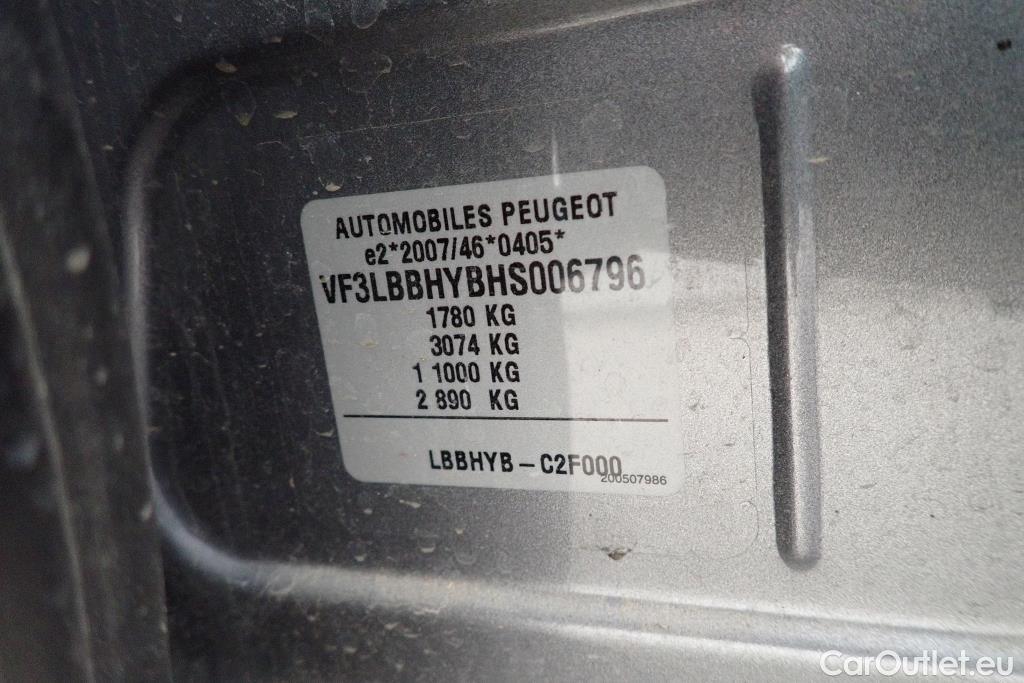 AUTOMOBILES PEUGEOT
e2*2007/46*0405*
VF3LBBHYBHS006796
1780 KG
3074 KG
1 1000 KG
2 890 KG
LBBHYB – C2F000
200507986
CarOutlet.eu